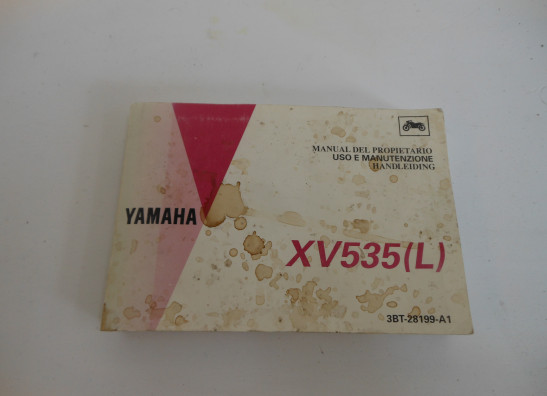 MANUAL DEL PROPIETARIO
USO E MANUTENZIONE
HANDLEIDING
YAMAHA
XV535(L)
3BT-28199-A1